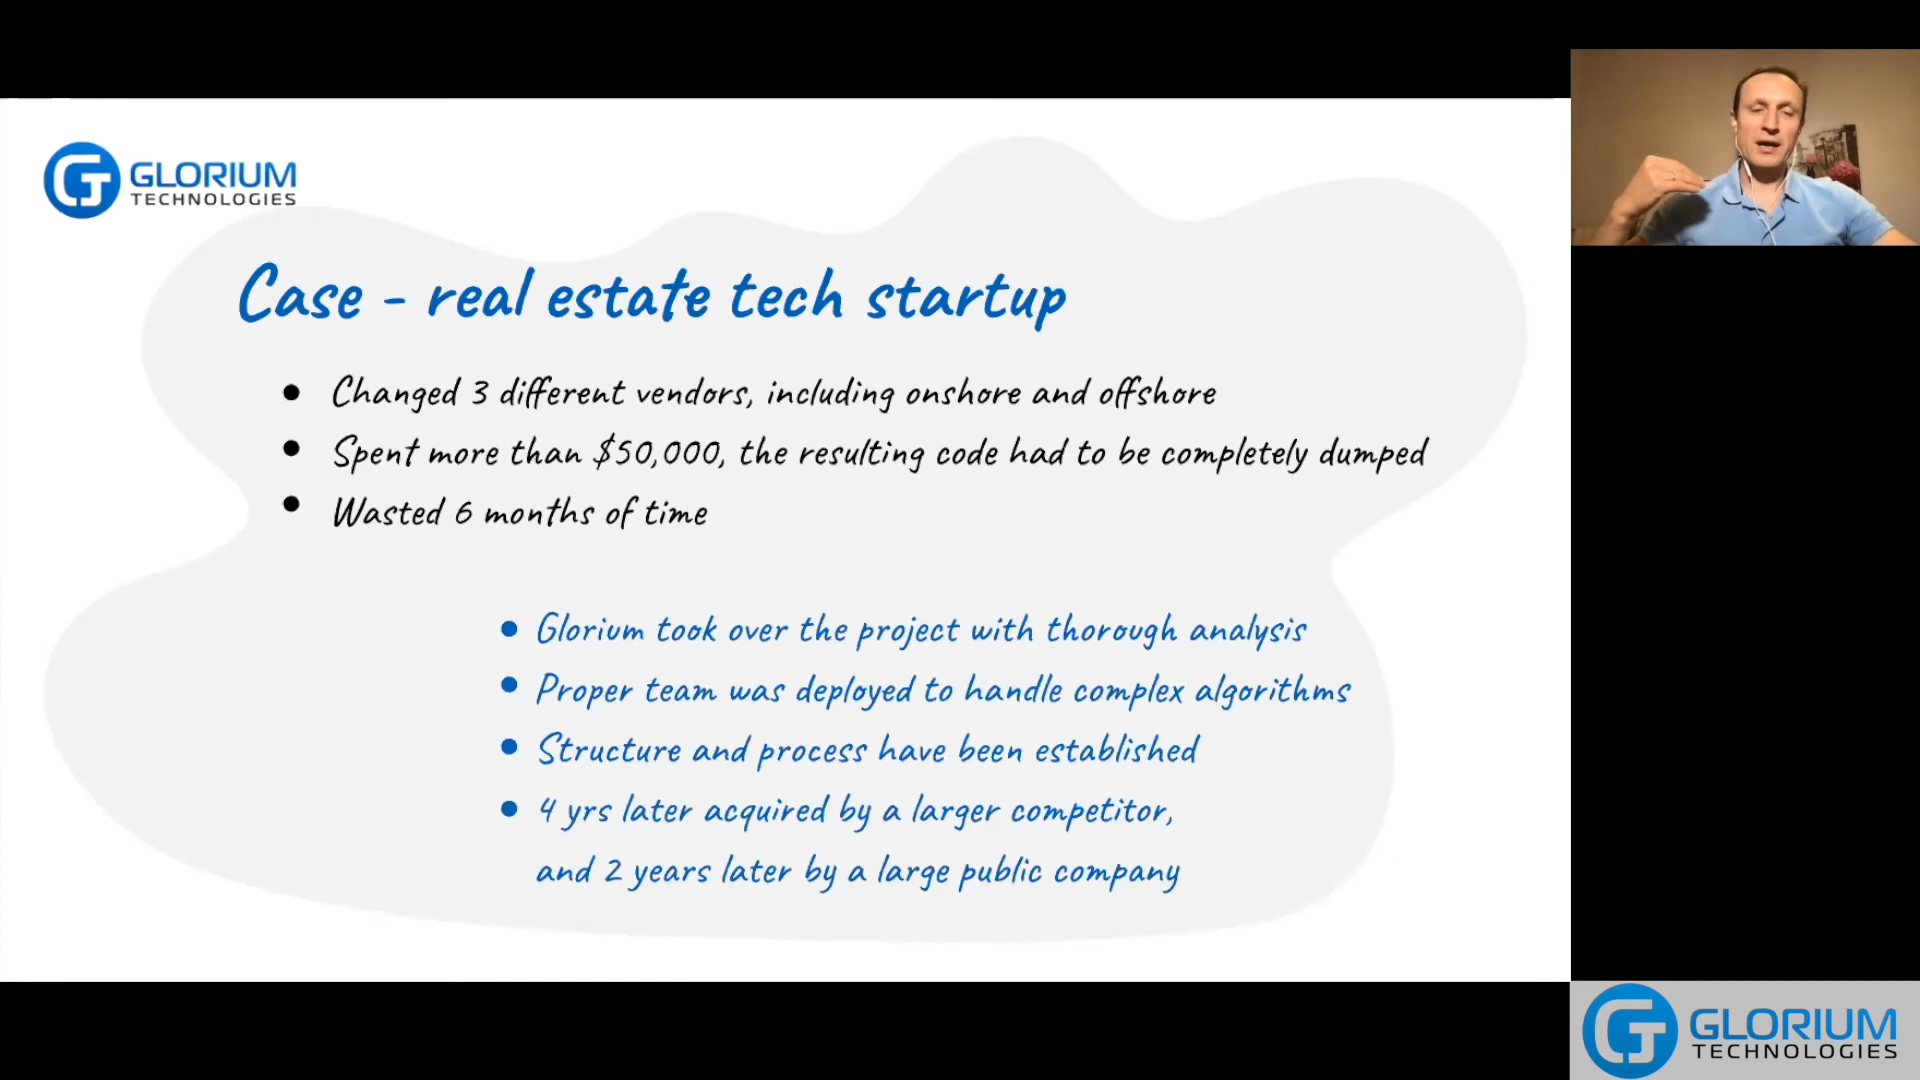 GLORIUM
TECHNOLOGIES
Case - real estate tech startup
Changed 3 different vendors, including onshore and offshore
Spent more than $50,000, the resulting code had to be completely dumped
Wasted 6 months of time
Glorium took over the project with thorough analysis
Proper team was deployed to handle complex algorithms
Structure and process have been established
4 yrs later acquired by a larger competitor,
and 2 years later by a large public company
GLORIUM
TECHNOLOGIES